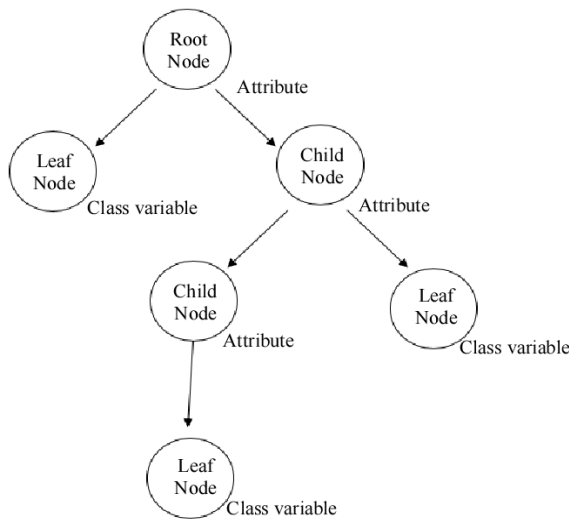 Root
Node
Attribute
Leaf
Node
Class variable
Child
Node
Attribute
Child
Node
Attribute
Leaf
Node
Class variable
Leaf
Node
Class variable